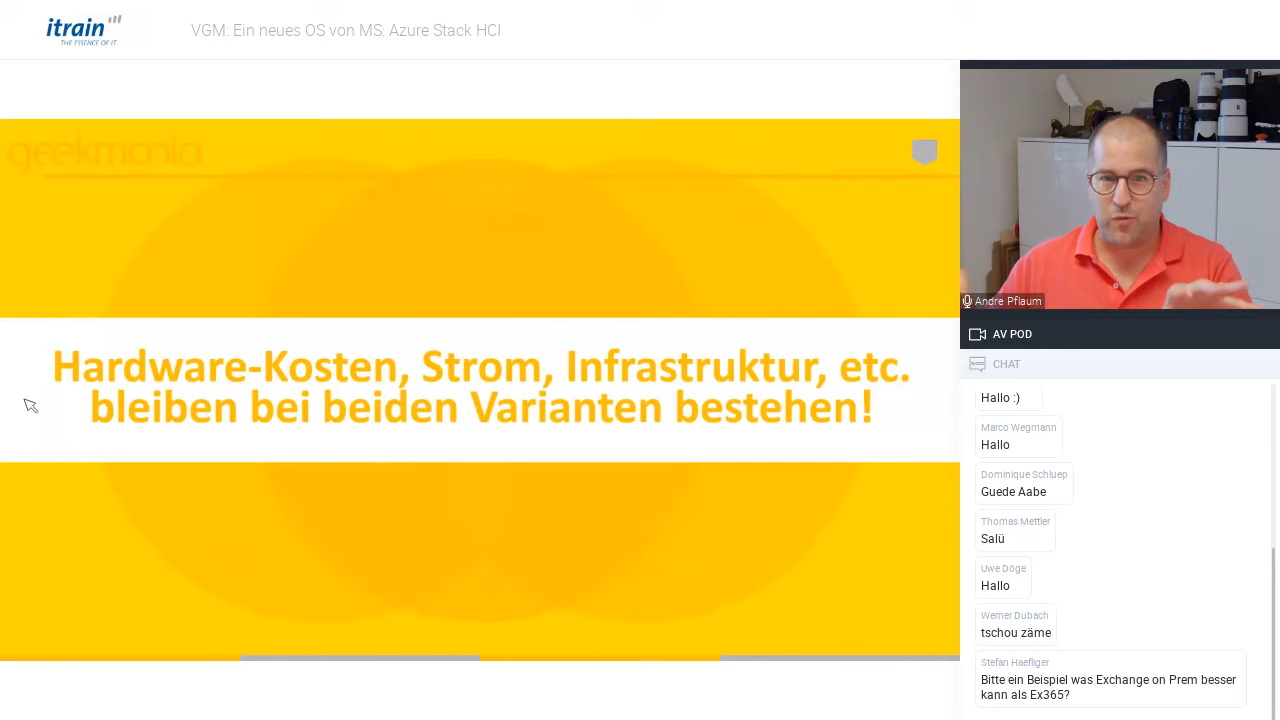 itrain
THE ESSENCE OF IT
VGM: Ein neues OS von MS: Azure Stack HCI
geekmania
Hardware-Kosten, Strom, Infrastruktur, etc.
bleiben bei beiden Varianten bestehen!
Andre Pflaum
AV POD
CHAT
Hallo :)
Marco Wegmann
Hallo
Dominique Schluep
Guede Aabe
Thomas Mettler
Salü
Uwe Döge
Hallo
Werner Dubach
tschou zäme
Stefan Haefliger
Bitte ein Beispiel was Exchange on Prem besser
kann als Ex365?